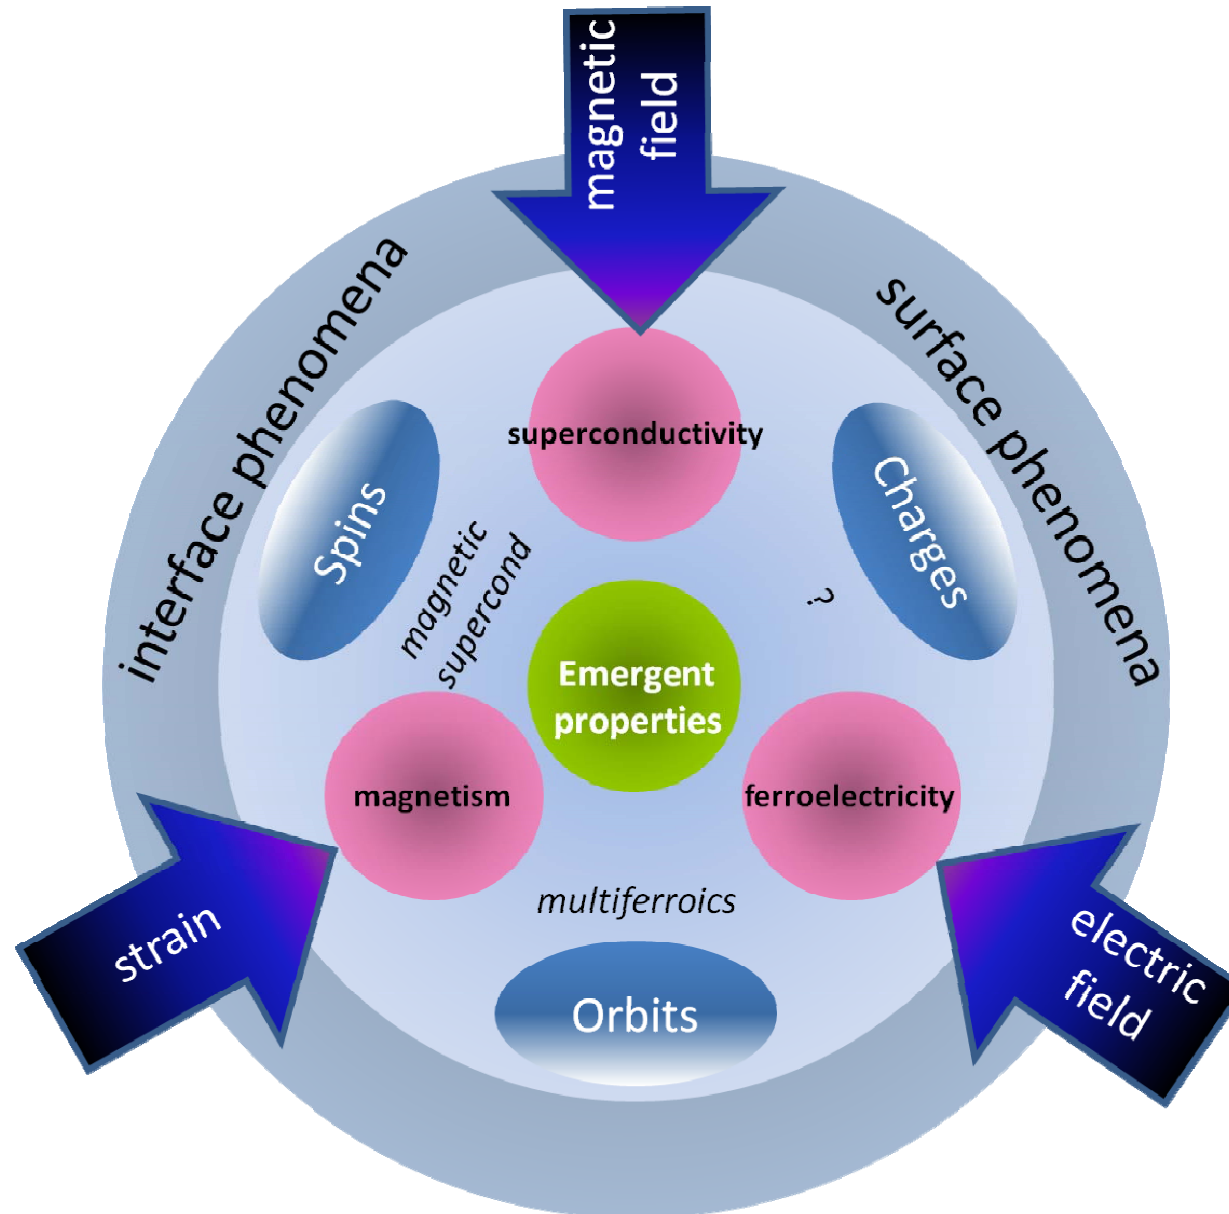 magnetic
field
interface phenomena
surface phenomena
superconductivity
Spins
Charges
magnetic
supercond
?
Emergent
properties
magnetism
ferroelectricity
multiferroics
strain
electric
field
Orbits